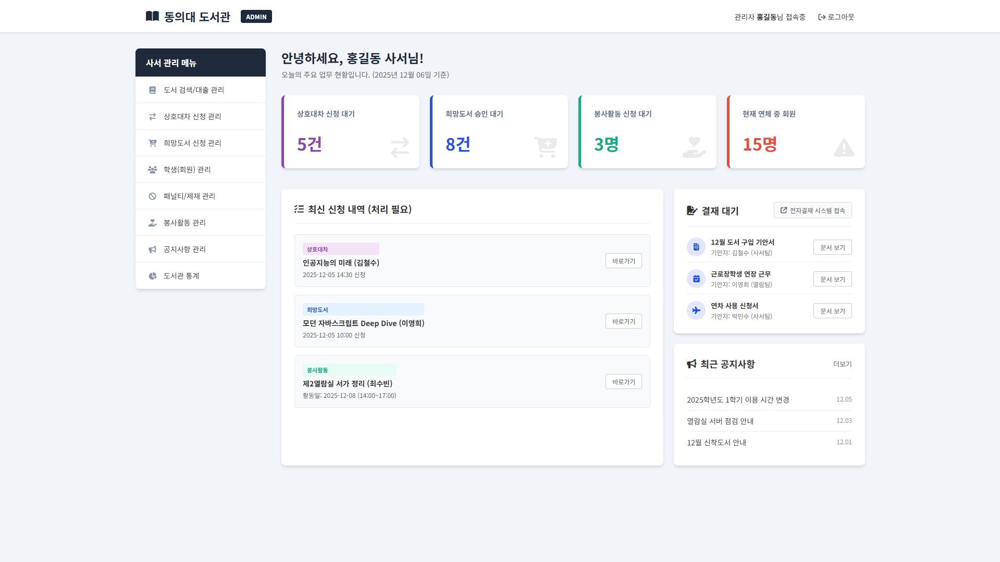 동의대 도서관 ADMIN
관리자 홍길동님 접속중 로그아웃
사서 관리 메뉴
도서 검색/대출 관리
상호대차 신청 관리
희망도서 신청 관리
학생(회원) 관리
패널티/제재 관리
봉사활동 관리
공지사항 관리
도서관 통계
안녕하세요, 홍길동 사서님!
오늘의 주요 업무 현황입니다. (2025년 12월 06일 기준)
상호대차 신청 대기
5건
희망도서 승인 대기
8건
봉사활동 신청 대기
3명
현재 연체 중 회원
15명
최신 신청 내역 (처리 필요)
상호대차
인공지능의 미래 (김철수)
2025-12-05 14:30 신청
바로가기
희망도서
모던 자바스크립트 Deep Dive (이영희)
2025-12-05 10:00 신청
바로가기
봉사활동
제2열람실 서가 정리 (최수빈)
활동일: 2025-12-08 (14:00~17:00)
바로가기
결재 대기
전자결재 시스템 접속
12월 도서 구입 기안서
기안자: 김철수 (사서팀)
문서 보기
근로장학생 연장 근무
기안자: 이영희 (열람팀)
문서 보기
연차 사용 신청서
기안자: 박민수 (사서팀)
문서 보기
최근 공지사항
더보기
2025학년도 1학기 이용 시간 변경 12.05
열람실 서버 점검 안내 12.03
12월 신착도서 안내 12.01